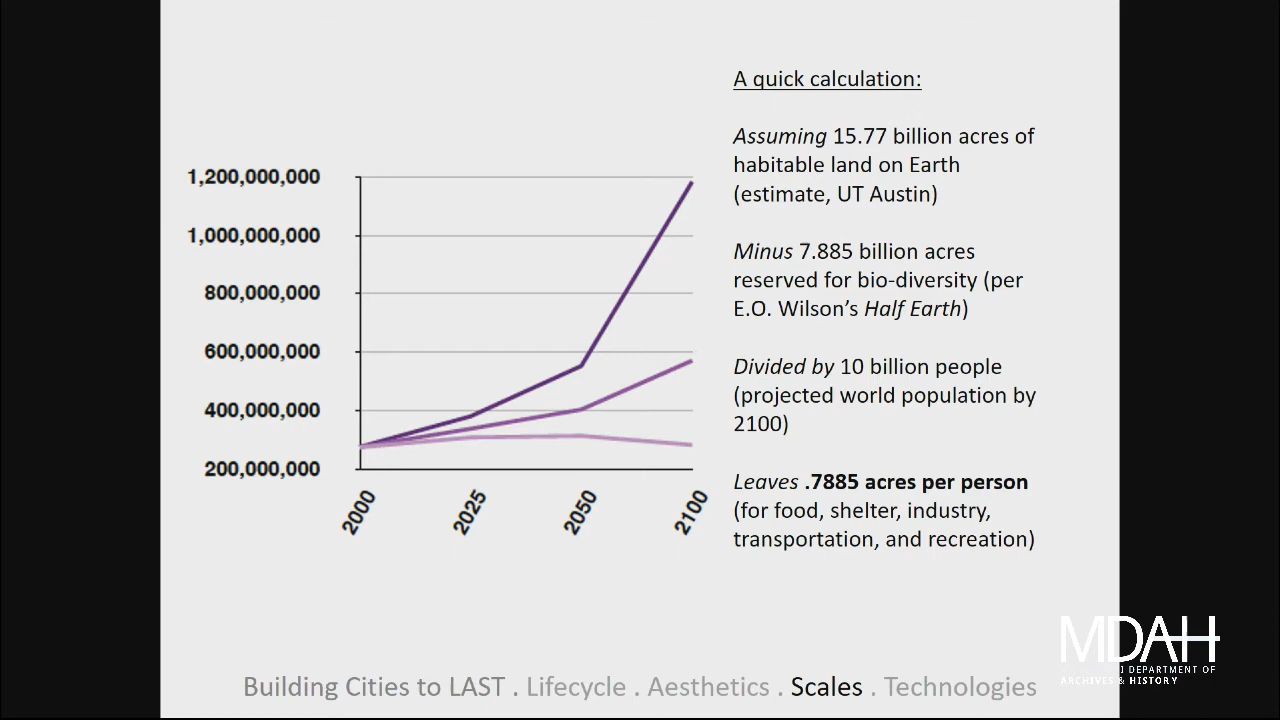 A quick calculation:
Assuming 15.77 billion acres of
habitable land on Earth
(estimate, UT Austin)
Minus 7.885 billion acres
reserved for bio-diversity (per
E.O. Wilson's Half Earth)
Divided by 10 billion people
(projected world population by
2100)
Leaves .7885 acres per person
(for food, shelter, industry,
transportation, and recreation)
1,200,000,000
1,000,000,000
800,000,000
600,000,000
400,000,000
200,000,000
2000
2025
2050
2100
Building Cities to LAST . Lifecycle . Aesthetics . Scales . Technologies
MDAH
DEPARTMENT OF
ARCHIVES & HISTORY